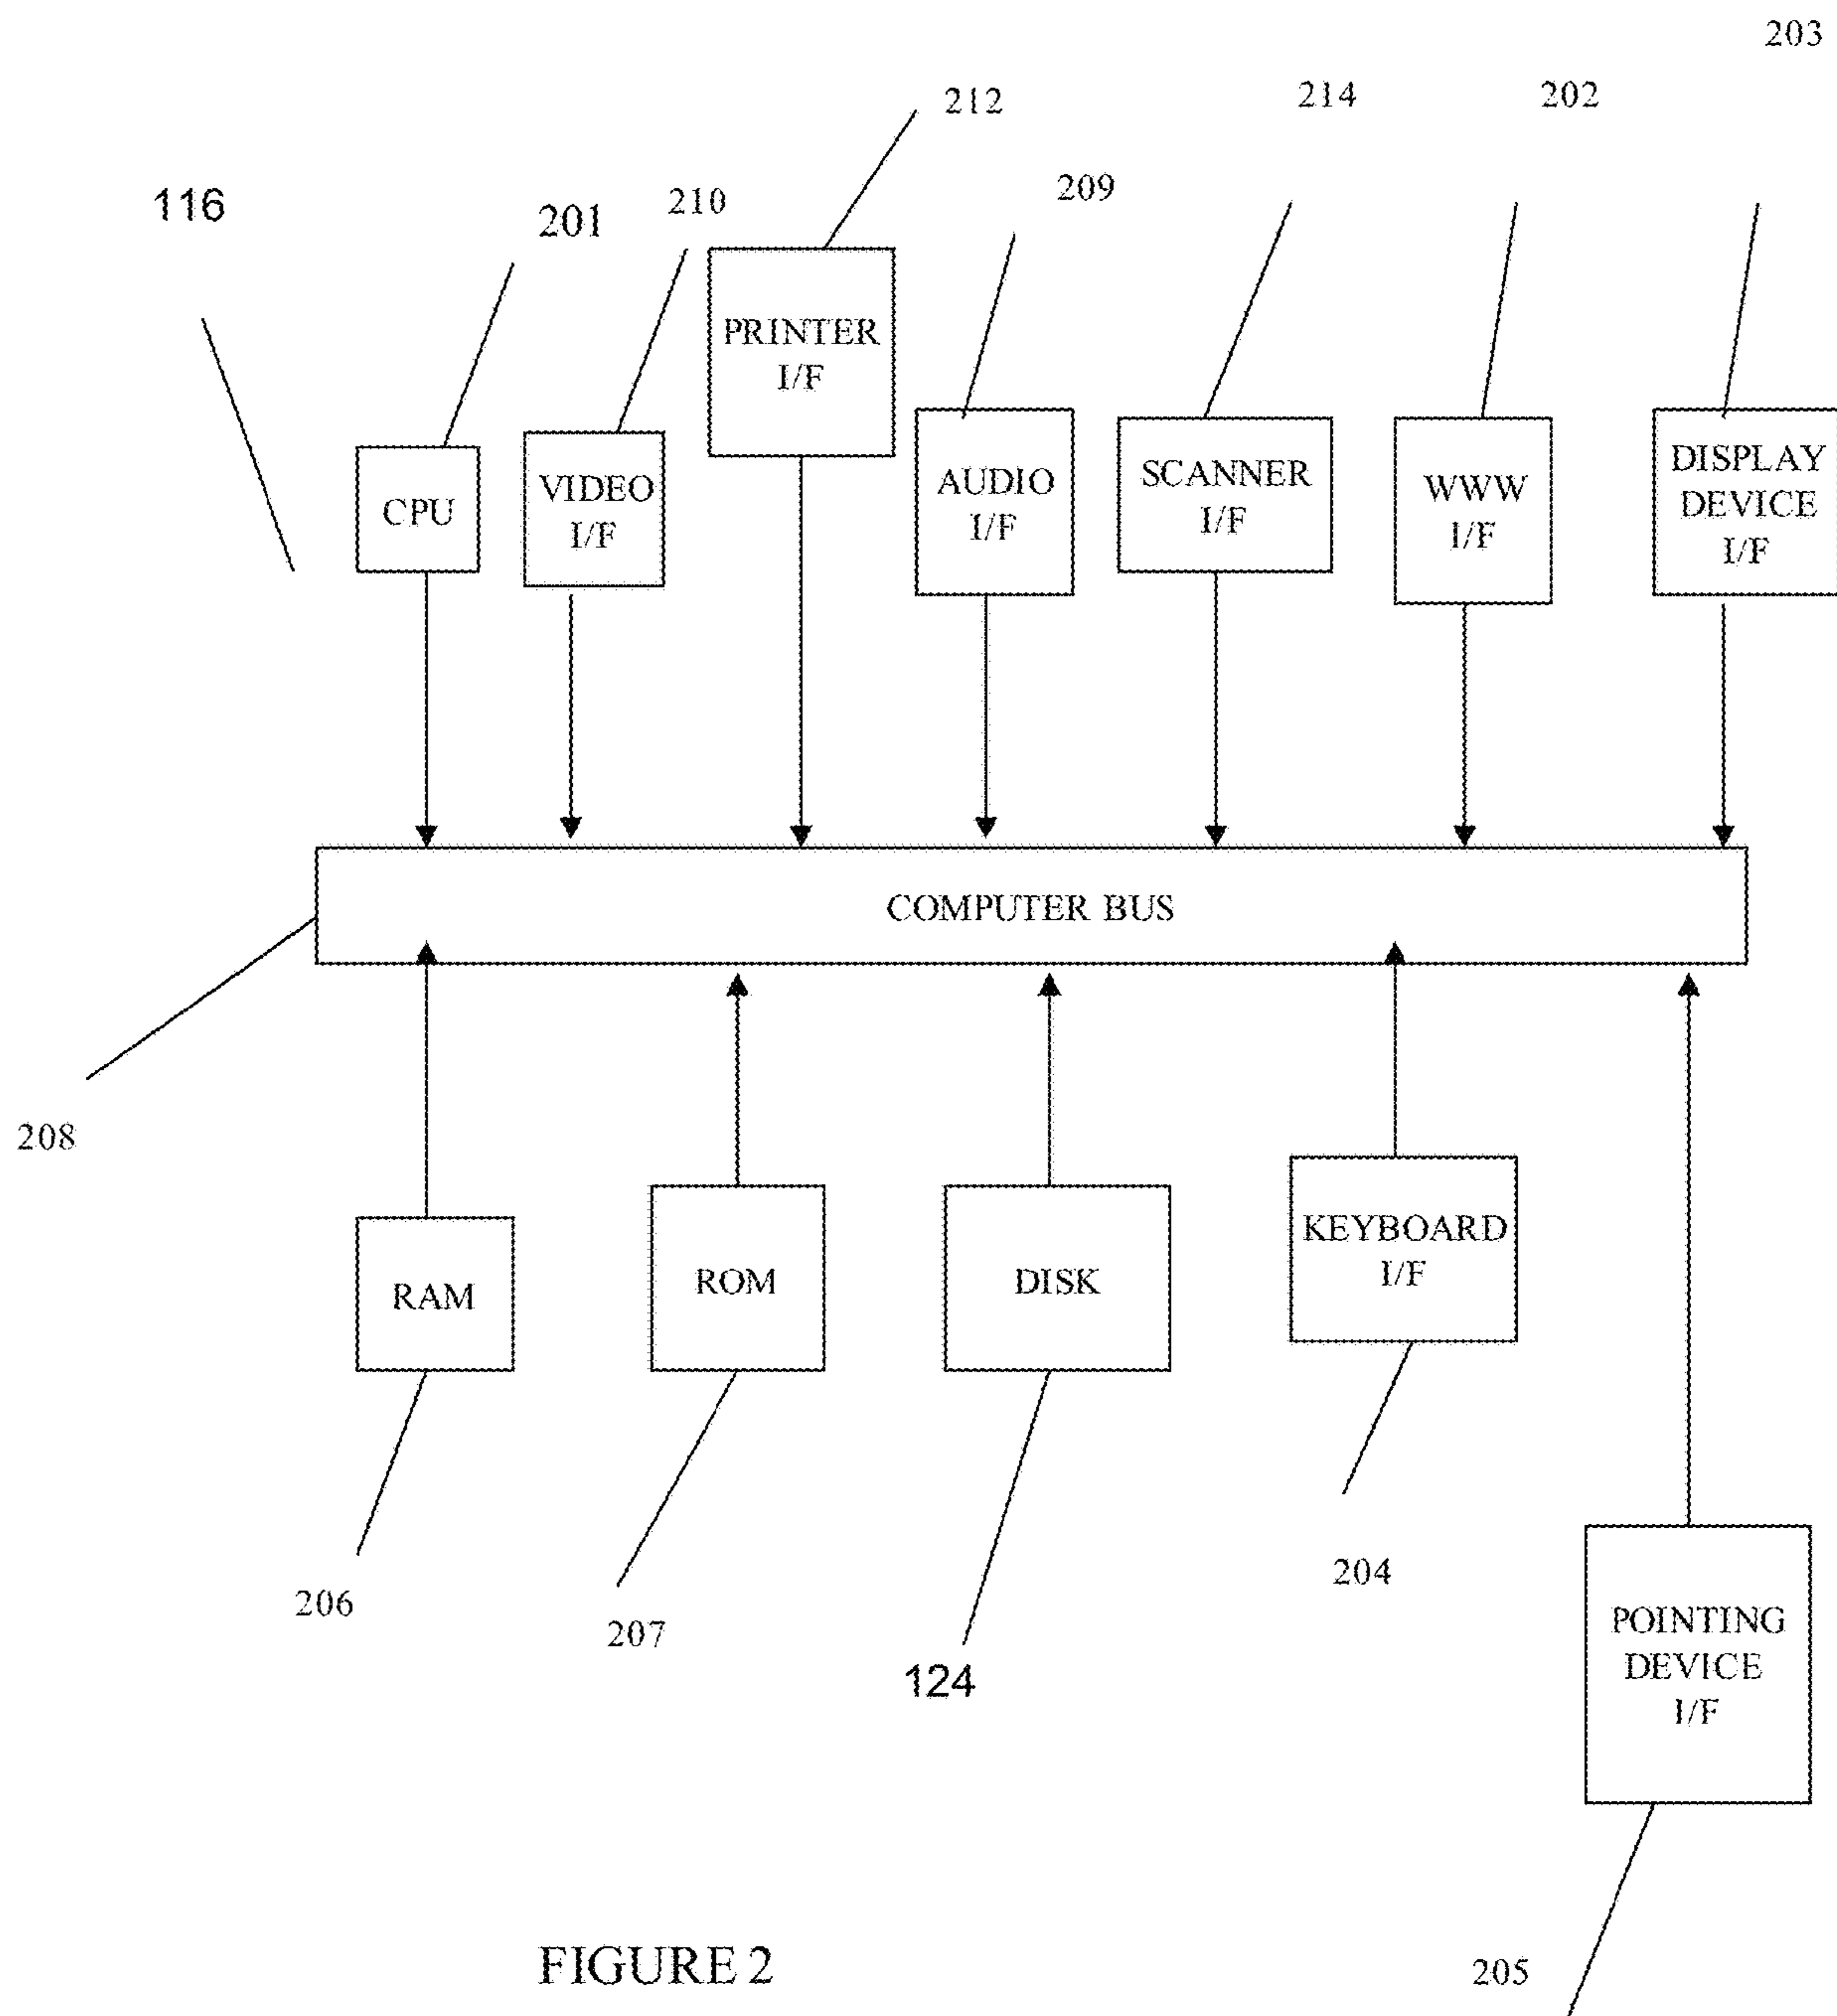 203
212
214
202
116
201
210
209
PRINTER
I/F
CPU
VIDEO
I/F
AUDIO
I/F
SCANNER
I/F
WWW
I/F
DISPLAY
DEVICE
I/F
COMPUTER BUS
208
RAM
ROM
DISK
KEYBOARD
I/F
206
207
124
204
POINTING
DEVICE
I/F
FIGURE 2
205